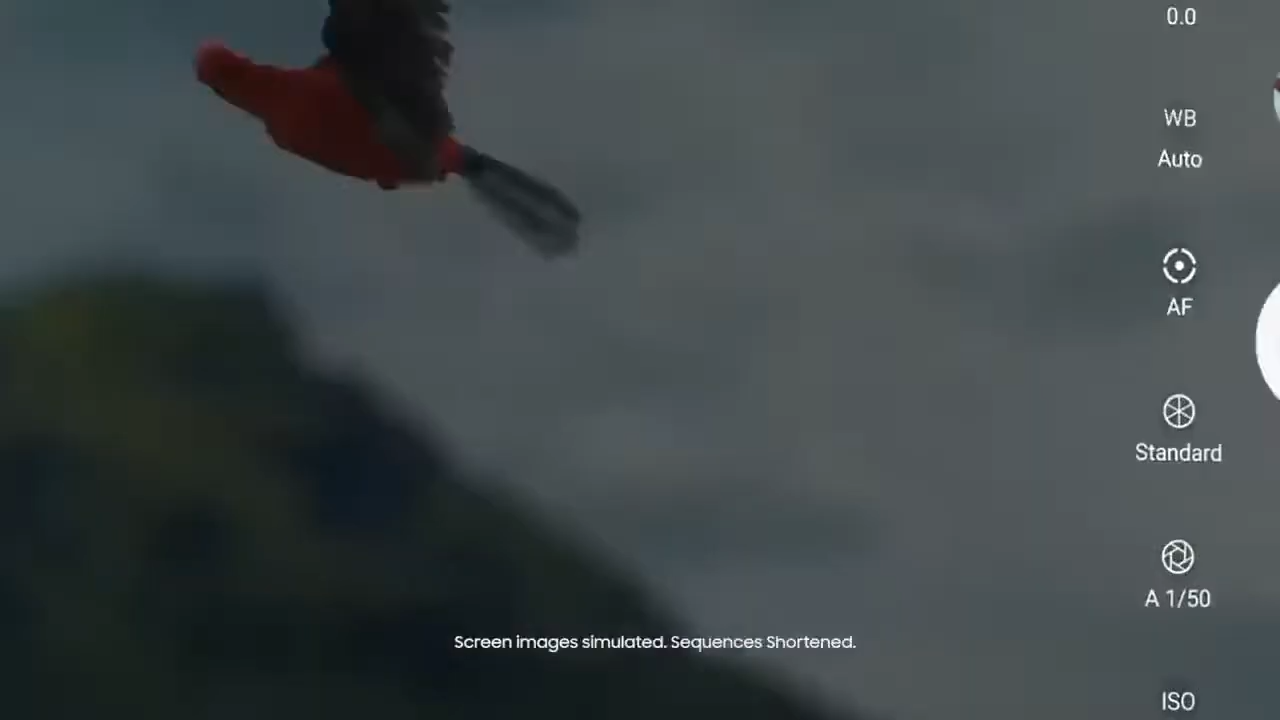 0.0
WB
Auto
AF
Standard
A 1/50
Screen images simulated. Sequences Shortened.
ISO